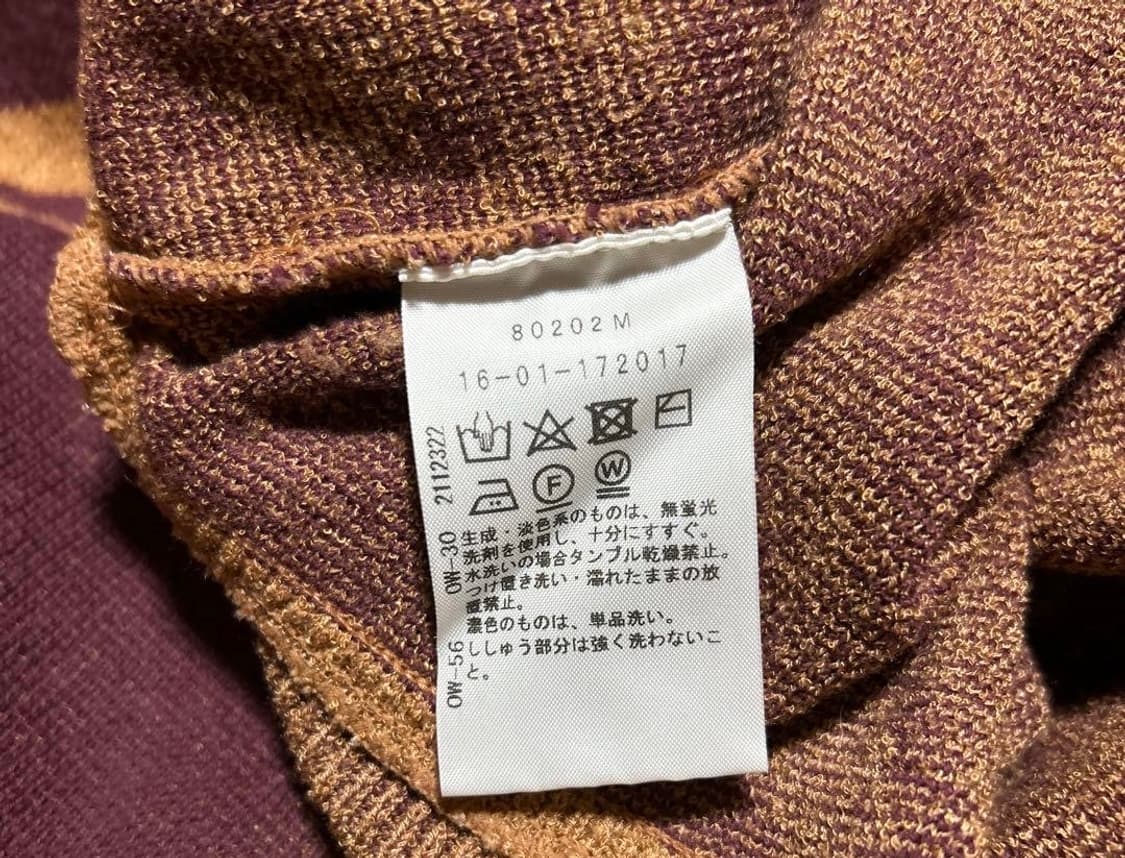 80202M
16-01-172017
F
W
生成・淡色系のものは、無蛍光
洗剤を使用し、十分にすすぐ。
水洗いの場合タンブル乾燥禁止。
つけ置き洗い・濡れたままの放
置禁止。
濃色のものは、単品洗い。
ししゅう部分は強く洗わないこ
と。
OW-56 OW-30 2112322